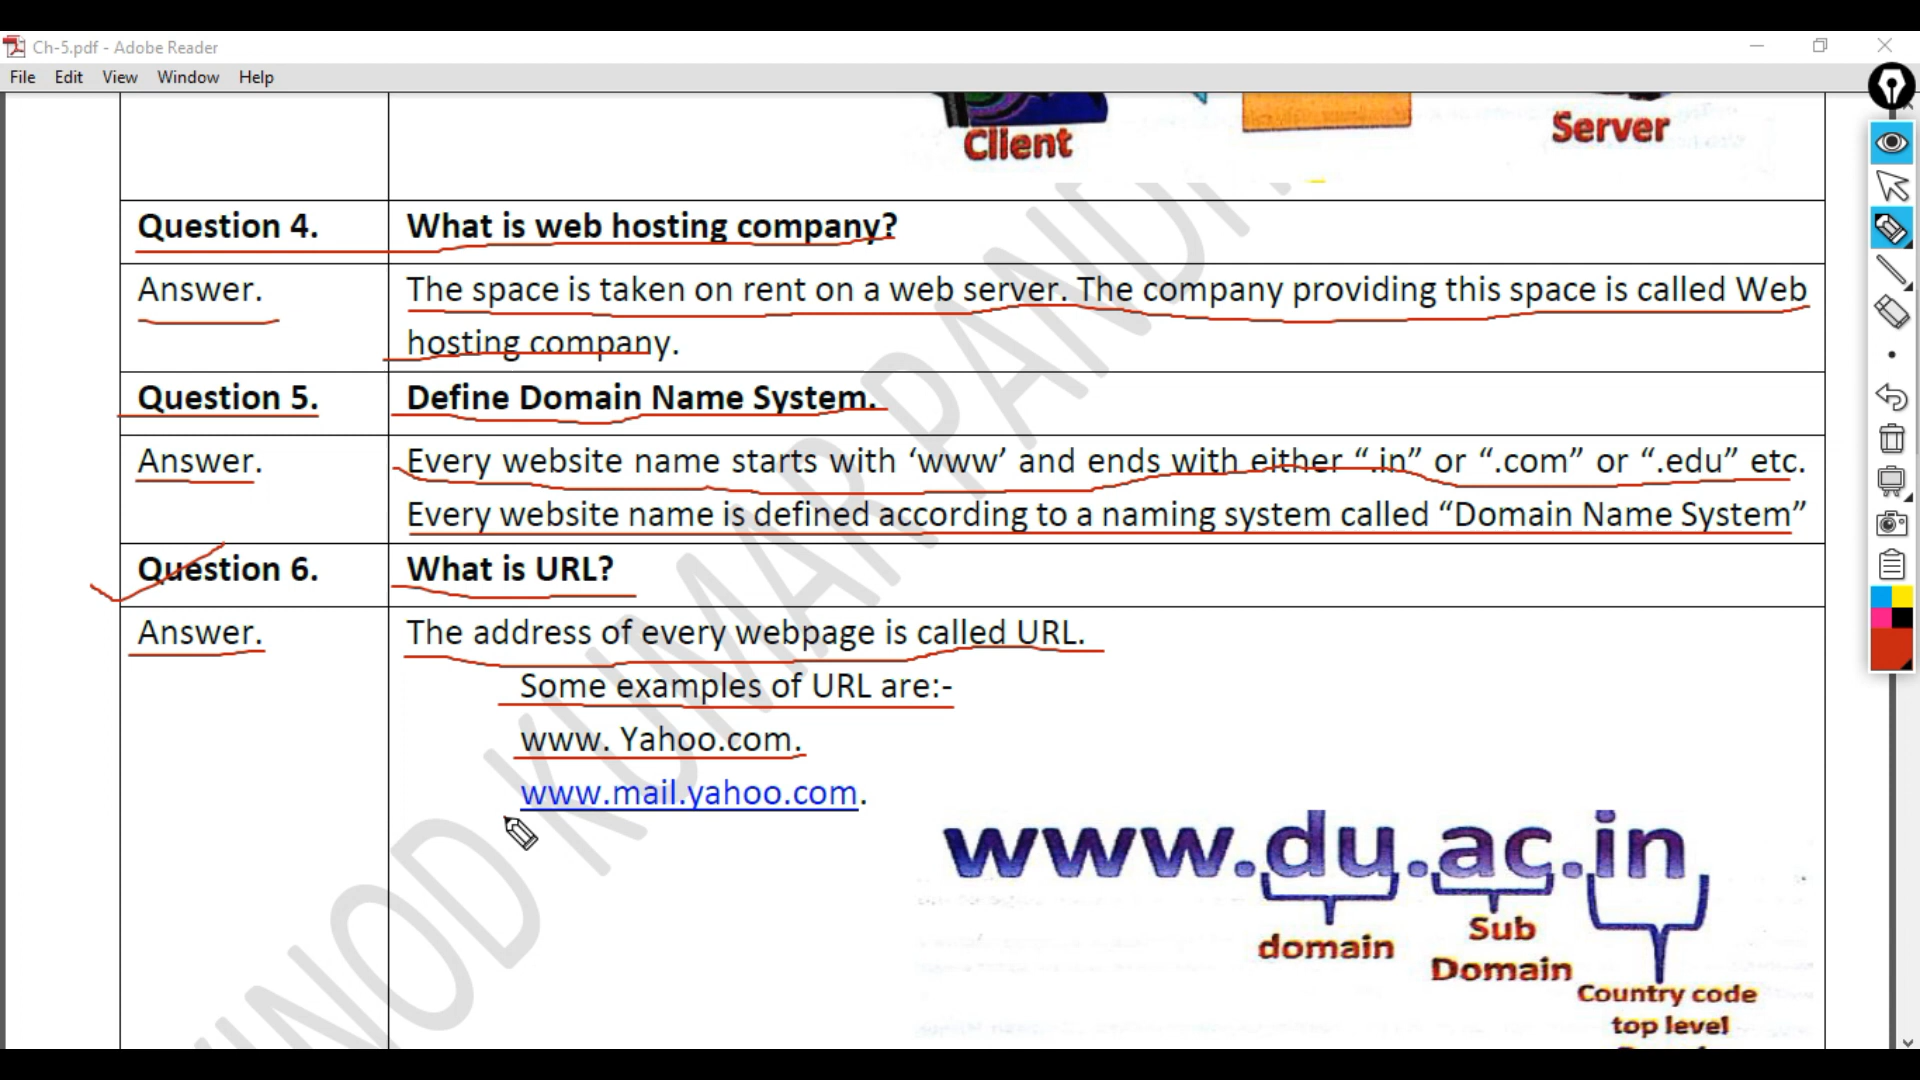 Ch-5.pdf - Adobe Reader
File Edit View Window Help
Client
Server
Question 4.
What is web hosting company?
Answer.
The space is taken on rent on a web server. The company providing this space is called Web
hosting company.
Question 5.
Define Domain Name System.
Answer.
Every website name starts with ‘www’ and ends with either “.in” or “.com” or “.edu” etc.
Every website name is defined according to a naming system called “Domain Name System”
Question 6.
What is URL?
Answer.
The address of every webpage is called URL.
Some examples of URL are:-
www. Yahoo.com.
www.mail.yahoo.com.
www.du.ac.in
domain
Sub
Domain
Country code
top level
KUMAR